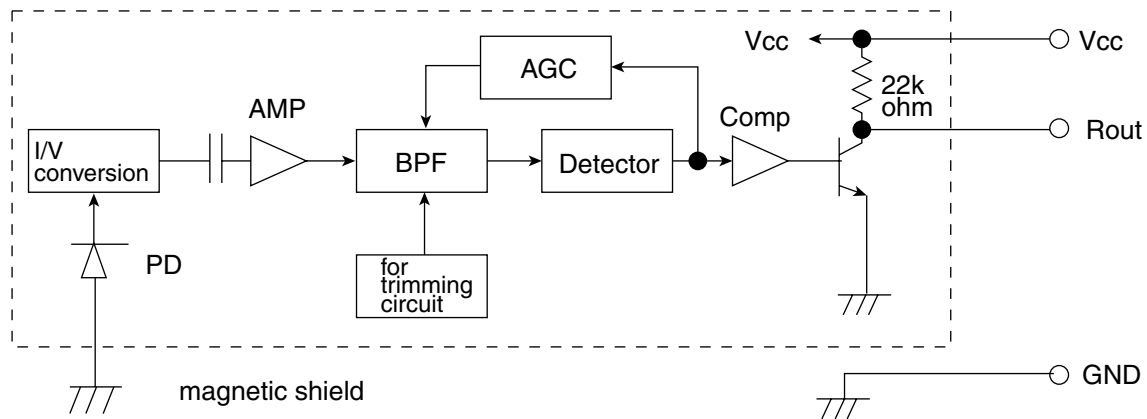 Vcc
Vcc
AGC
22k
ohm
AMP
Comp
Rout
I/V
conversion
BPF
Detector
PD
for
trimming
circuit
magnetic shield
GND